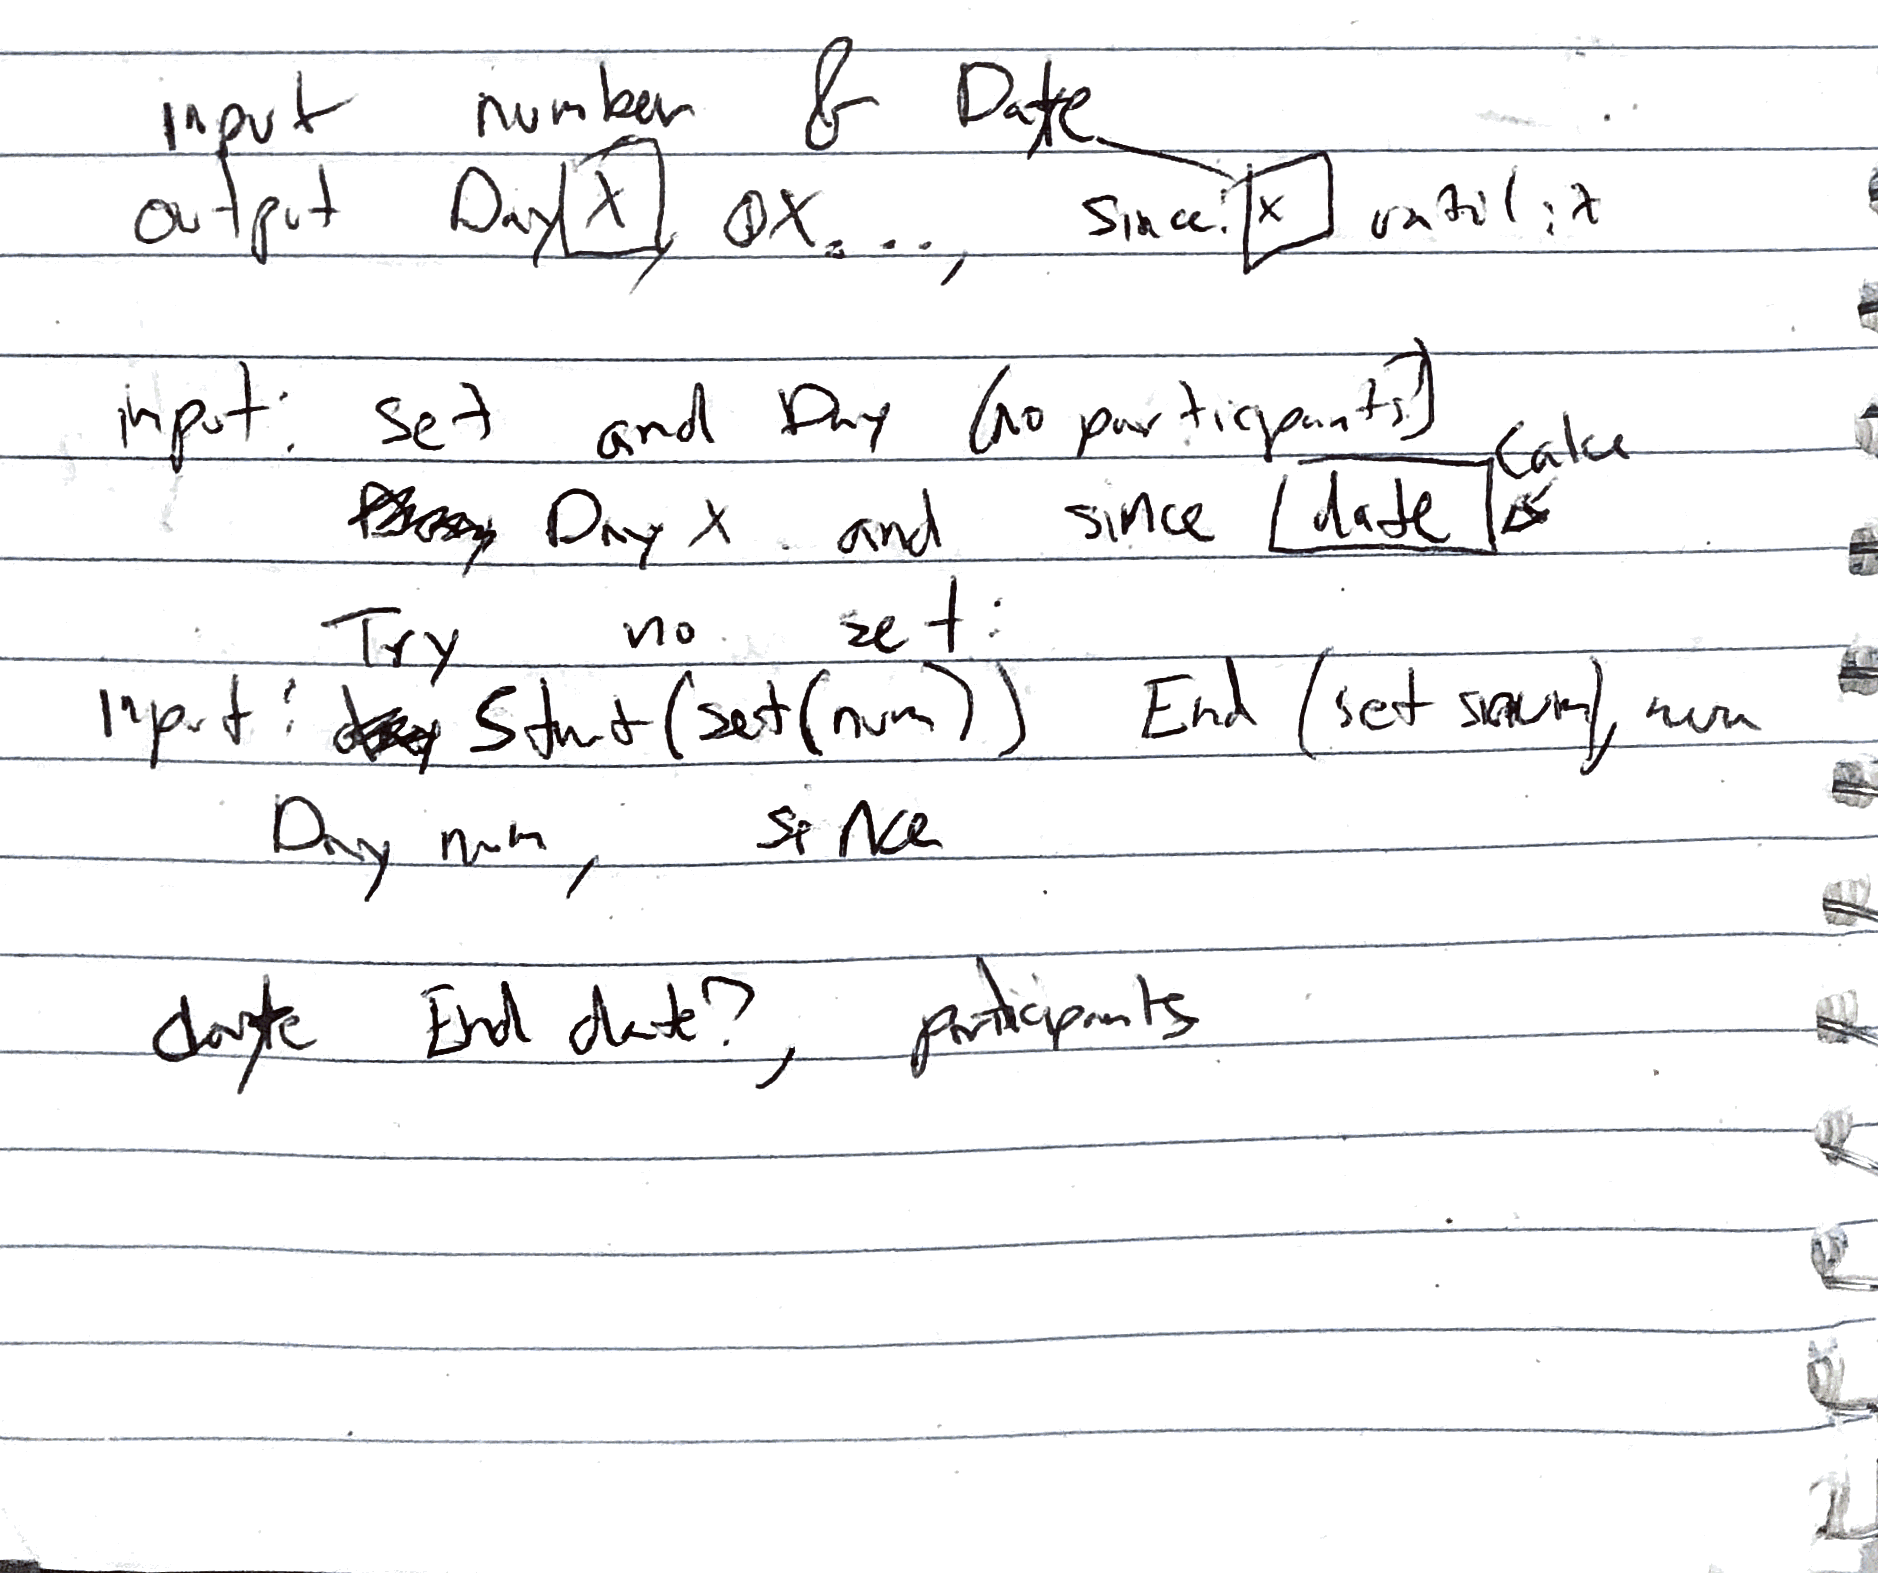 input number & Date
output Day X, @X...., since: X until: x
input: set and Day (no participants)
Day X and since date calc
Try no set:
Input: Start (set(num)) End (set num), num
Day num, since
date End date?, participants